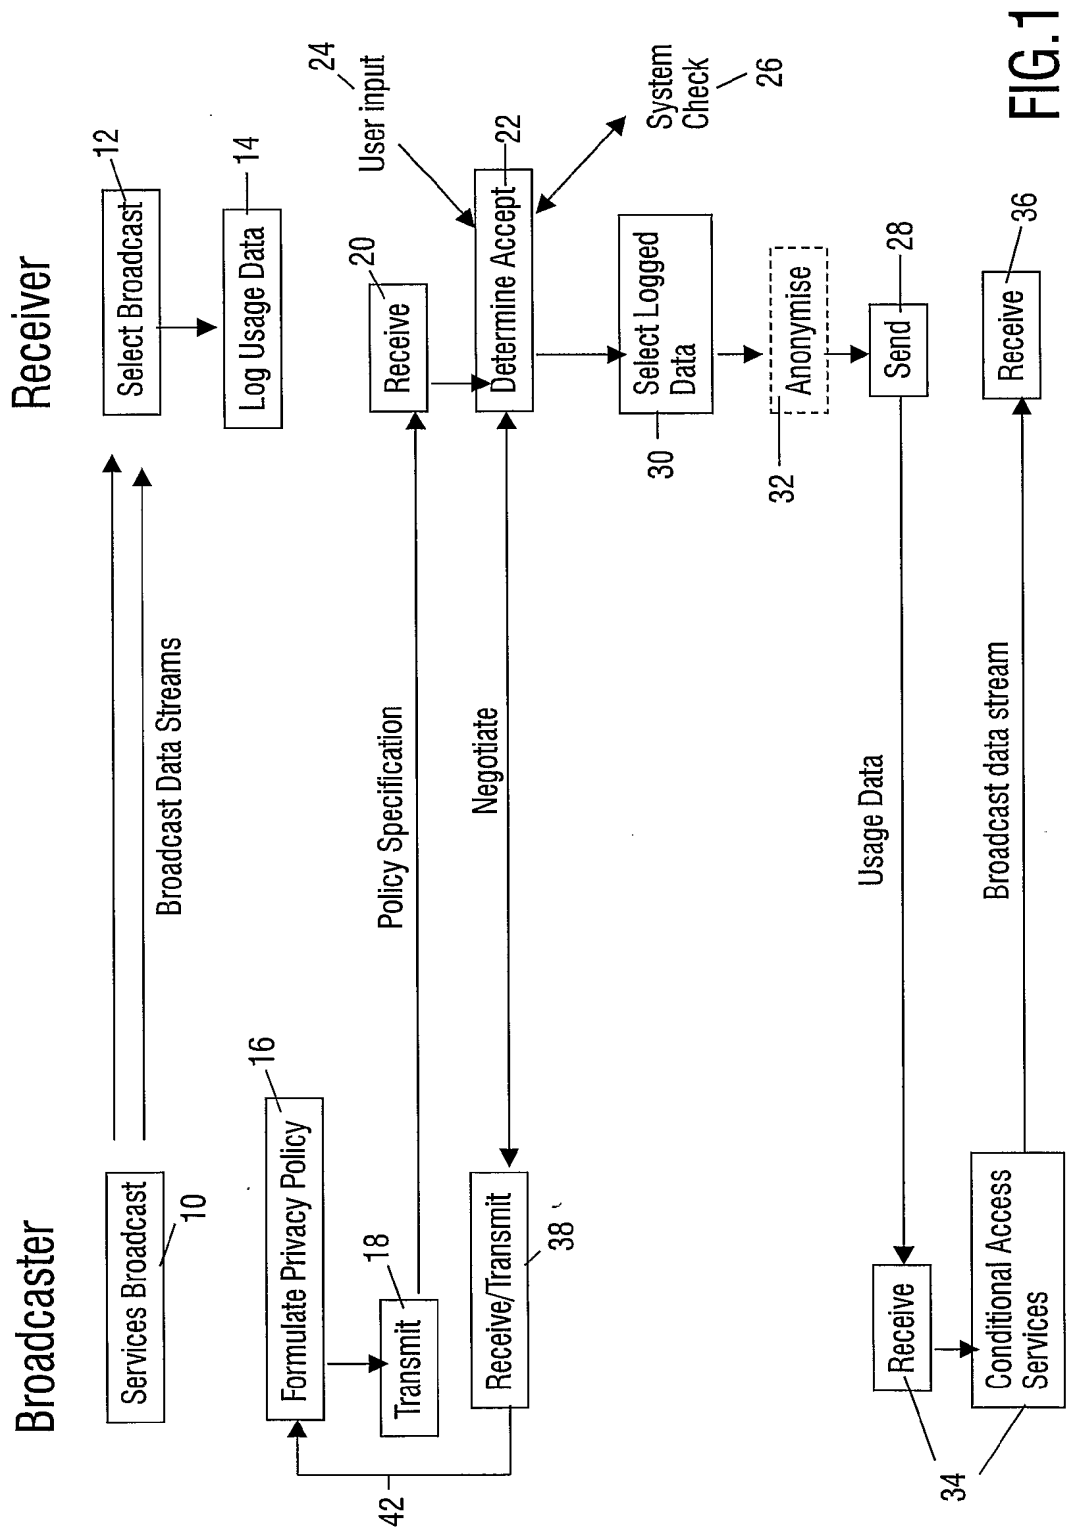 Broadcaster
Receiver
Services Broadcast
10
Broadcast Data Streams
Select Broadcast
12
Log Usage Data
14
Formulate Privacy Policy
16
Transmit
18
Policy Specification
Receive
20
User input
24
Receive/Transmit
38
42
Negotiate
Determine Accept
22
System
Check
26
Select Logged
Data
30
Anonymise
32
Send
28
Usage Data
Receive
34
Conditional Access
Services
Broadcast data stream
Receive
36
FIG.1